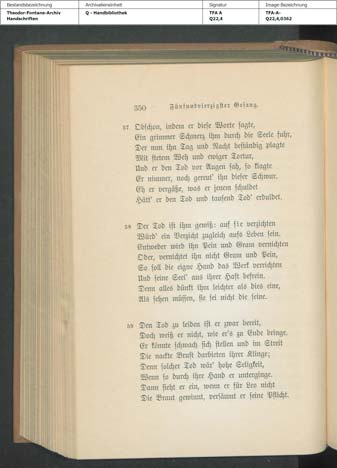 Bestandsbezeichnung Archivalieneinheit Signatur Image-Bezeichnung
Theodor-Fontane-Archiv Q - Handbibliothek TFA A TFA-A-
Handschriften Q22,4 Q22,4,0362
350 Fünfundvierzigster Gesang.
57 Obschon, indem er diese Worte sagte,
Ein grimmer Schmerz ihm durch die Seele fuhr,
Der nun ihn Tag und Nacht beständig plagte
Mit stetem Weh und ewiger Tortur,
Und er den Tod vor Augen sah, so klagte
Er nimmer, noch gereut' ihn dieser Schwur.
Eh er vergäße, was er jenem schuldet
Hätt' er den Tod und tausend Tod' erduldet.
58 Der Tod ist ihm gewiß: auf sie verzichten
Würd' ein Verzicht zugleich aufs Leben sein.
Entweder wird ihn Pein und Gram vernichten
Oder, vernichtet ihn nicht Gram und Pein,
So soll die eigne Hand das Werk verrichten
Und seine Seel' aus ihrer Haft befrein.
Denn alles dünkt ihm leichter als dies eine,
Als sehen müssen, sie sei nicht die seine.
59 Den Tod zu leiden ist er zwar bereit,
Doch weiß er nicht, wie er's zu Ende bringe.
Er könnte schwach sich stellen und im Streit
Die nackte Brust darbieten ihrer Klinge;
Denn solcher Tod wär' hohe Seligkeit,
Wenn so durch ihre Hand er unterginge.
Dann sieht er ein, wenn er für Leo nicht
Die Braut gewinnt, versäumt er seine Pflicht.